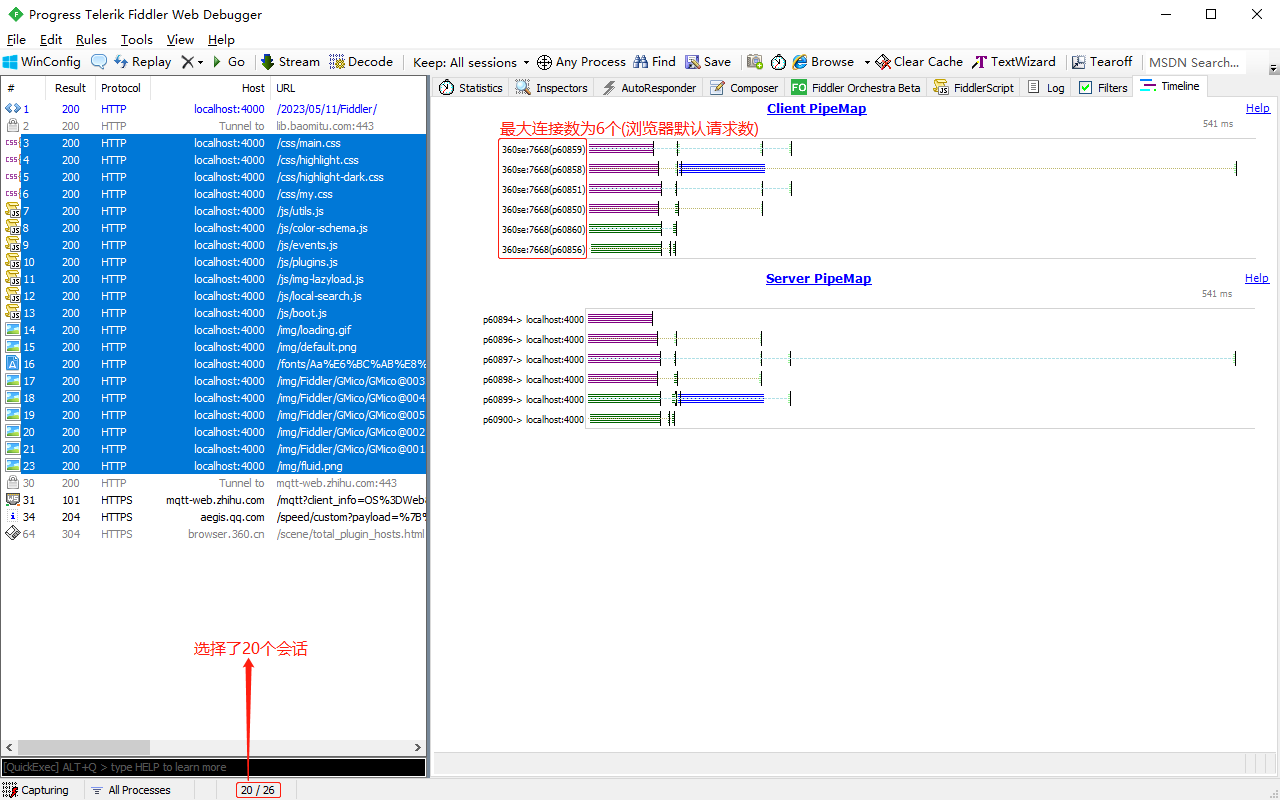 Progress Telerik Fiddler Web Debugger
File Edit Rules Tools View Help
WinConfig Replay Go Stream Decode Keep: All sessions Any Process Find Save Browse Clear Cache TextWizard Tearoff MSDN Search...
# Result Protocol Host URL
1 200 HTTP localhost:4000 /2023/05/11/Fiddler/
2 200 HTTP Tunnel to lib.baomitu.com:443
3 200 HTTP localhost:4000 /css/main.css
4 200 HTTP localhost:4000 /css/highlight.css
5 200 HTTP localhost:4000 /css/highlight-dark.css
6 200 HTTP localhost:4000 /css/my.css
7 200 HTTP localhost:4000 /js/utils.js
8 200 HTTP localhost:4000 /js/color-schema.js
9 200 HTTP localhost:4000 /js/events.js
10 200 HTTP localhost:4000 /js/plugins.js
11 200 HTTP localhost:4000 /js/img-lazyload.js
12 200 HTTP localhost:4000 /js/local-search.js
13 200 HTTP localhost:4000 /js/boot.js
14 200 HTTP localhost:4000 /img/loading.gif
15 200 HTTP localhost:4000 /img/default.png
16 200 HTTP localhost:4000 /fonts/Aa%E6%BC%AB%E8%
17 200 HTTP localhost:4000 /img/Fiddler/GMico/GMico@003
18 200 HTTP localhost:4000 /img/Fiddler/GMico/GMico@004
19 200 HTTP localhost:4000 /img/Fiddler/GMico/GMico@005
20 200 HTTP localhost:4000 /img/Fiddler/GMico/GMico@002
21 200 HTTP localhost:4000 /img/Fiddler/GMico/GMico@001
23 200 HTTP localhost:4000 /img/fluid.png
30 200 HTTP Tunnel to mqtt-web.zhihu.com:443
31 101 HTTPS mqtt-web.zhihu.com /mqtt?client_info=OS%3DWeb
34 204 HTTPS aegis.qq.com /speed/custom?payload=%7B%
64 304 HTTPS browser.360.cn /scene/total_plugin_hosts.html
选择了20个会话
[QuickExec] ALT+Q > type HELP to learn more
Capturing All Processes 20 / 26
Statistics Inspectors AutoResponder Composer FO Fiddler Orchestra Beta FiddlerScript Log Filters Timeline
Client PipeMap Help
541 ms
最大连接数为6个(浏览器默认请求数)
360se:7668(p60859)
360se:7668(p60858)
360se:7668(p60851)
360se:7668(p60850)
360se:7668(p60860)
360se:7668(p60856)
Server PipeMap Help
541 ms
p60894-> localhost:4000
p60896-> localhost:4000
p60897-> localhost:4000
p60898-> localhost:4000
p60899-> localhost:4000
p60900-> localhost:4000